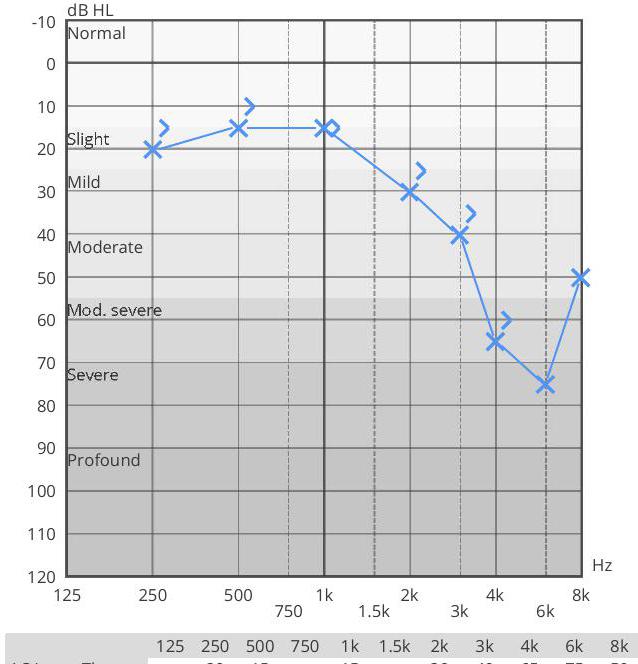 dB HL
-10
Normal
0
10
Slight
20
Mild
30
40
Moderate
50
Mod. severe
60
70
Severe
80
90
Profound
100
110
120
Hz
125 250 500 1k 2k 4k 8k
750 1.5k 3k 6k
125 250 500 750 1k 1.5k 2k 3k 4k 6k 8k